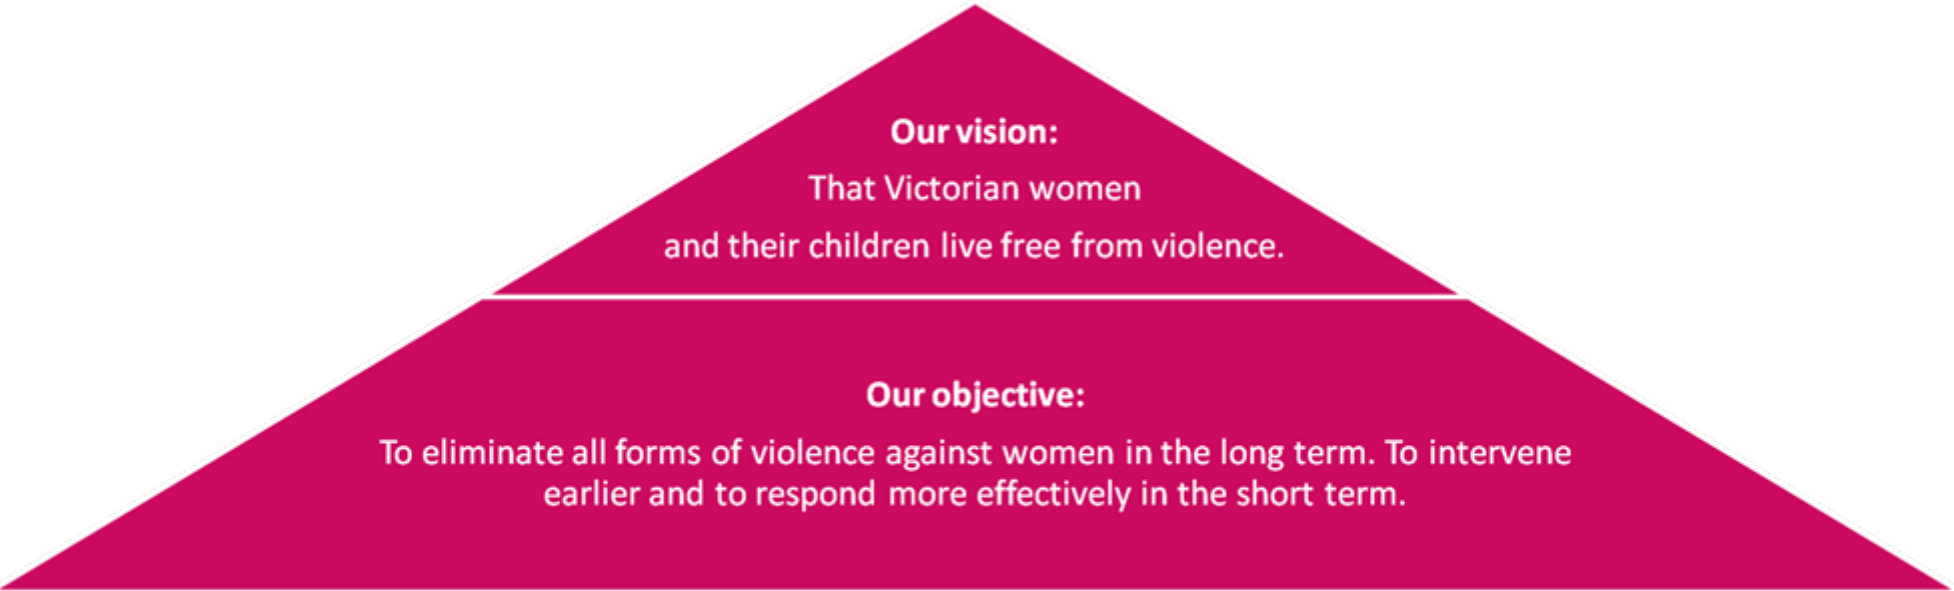 Our vision:
That Victorian women
and their children live free from violence.
Our objective:
To eliminate all forms of violence against women in the long term. To intervene
earlier and to respond more effectively in the short term.